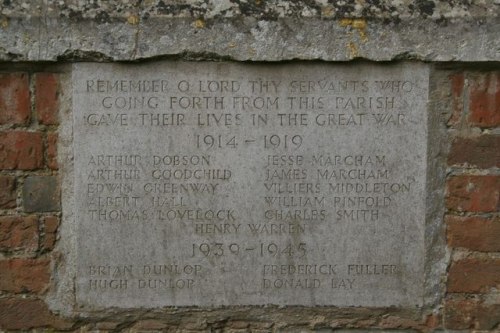 REMEMBER O LORD THY SERVANTS WHO
GOING FORTH FROM THIS PARISH
GAVE THEIR LIVES IN THE GREAT WAR
1914 - 1919
ARTHUR DOBSON JESSE MARCHAM
ARTHUR GOODCHILD JAMES MARCHAM
EDWIN GREENWAY VILLIERS MIDDLETON
ALBERT HALL WILLIAM PINFOLD
THOMAS LOVELOCK CHARLES SMITH
HENRY WARREN
1939-1945
BRIAN DUNLOP FREDERICK FULLER
HUGH DUNLOP DONALD LAY